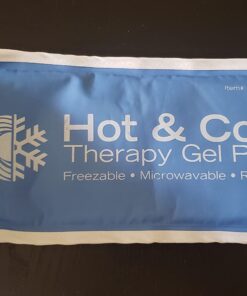 Item#
Hot & Co
Therapy Gel P
Freezable • Microwavable • R